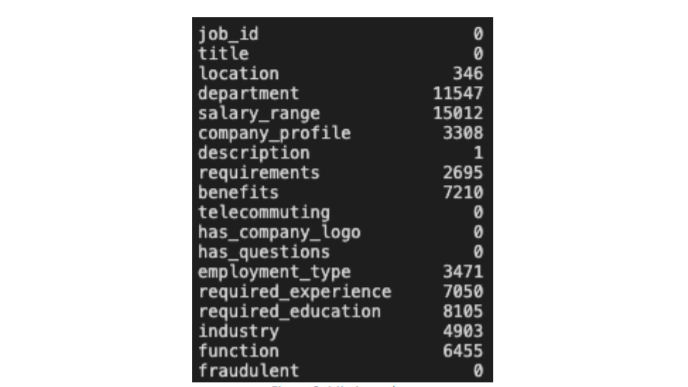 job_id 0
title 0
location 346
department 11547
salary_range 15012
company_profile 3308
description 1
requirements 2695
benefits 7210
telecommuting 0
has_company_logo 0
has_questions 0
employment_type 3471
required_experience 7050
required_education 8105
industry 4903
function 6455
fraudulent 0